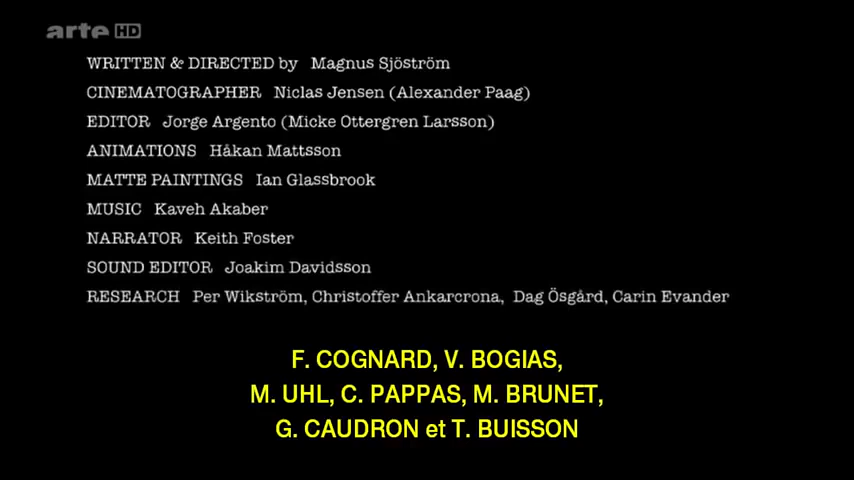 arte HD
WRITTEN & DIRECTED by Magnus Sjöström
CINEMATOGRAPHER Niclas Jensen (Alexander Paag)
EDITOR Jorge Argento (Micke Ottergren Larsson)
ANIMATIONS Håkan Mattsson
MATTE PAINTINGS Ian Glassbrook
MUSIC Kaveh Akaber
NARRATOR Keith Foster
SOUND EDITOR Joakim Davidsson
RESEARCH Per Wikström, Christoffer Ankarcrona, Dag Ösgård, Carin Evander
F. COGNARD, V. BOGIAS,
M. UHL, C. PAPPAS, M. BRUNET,
G. CAUDRON et T. BUISSON